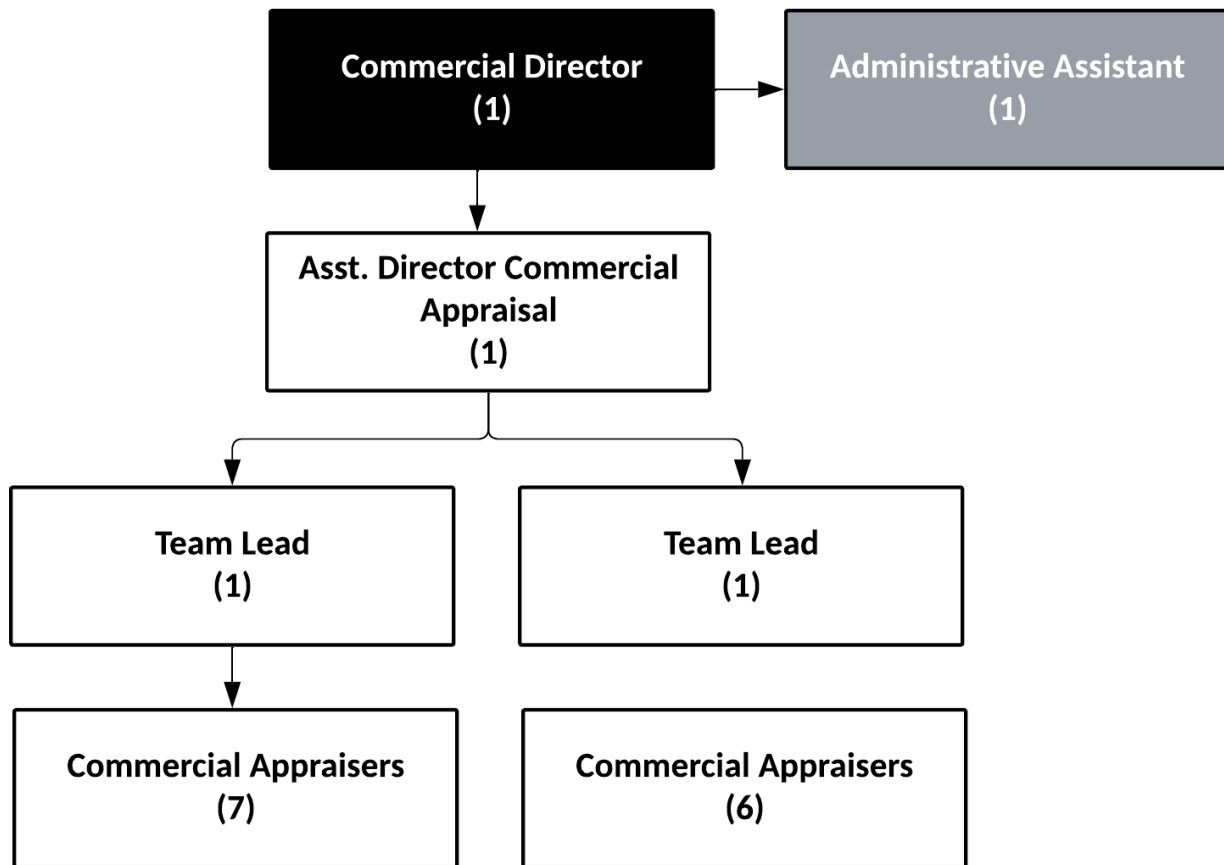 Commercial Director
(1)
Administrative Assistant
(1)
Asst. Director Commercial
Appraisal
(1)
Team Lead
(1)
Team Lead
(1)
Commercial Appraisers
(7)
Commercial Appraisers
(6)